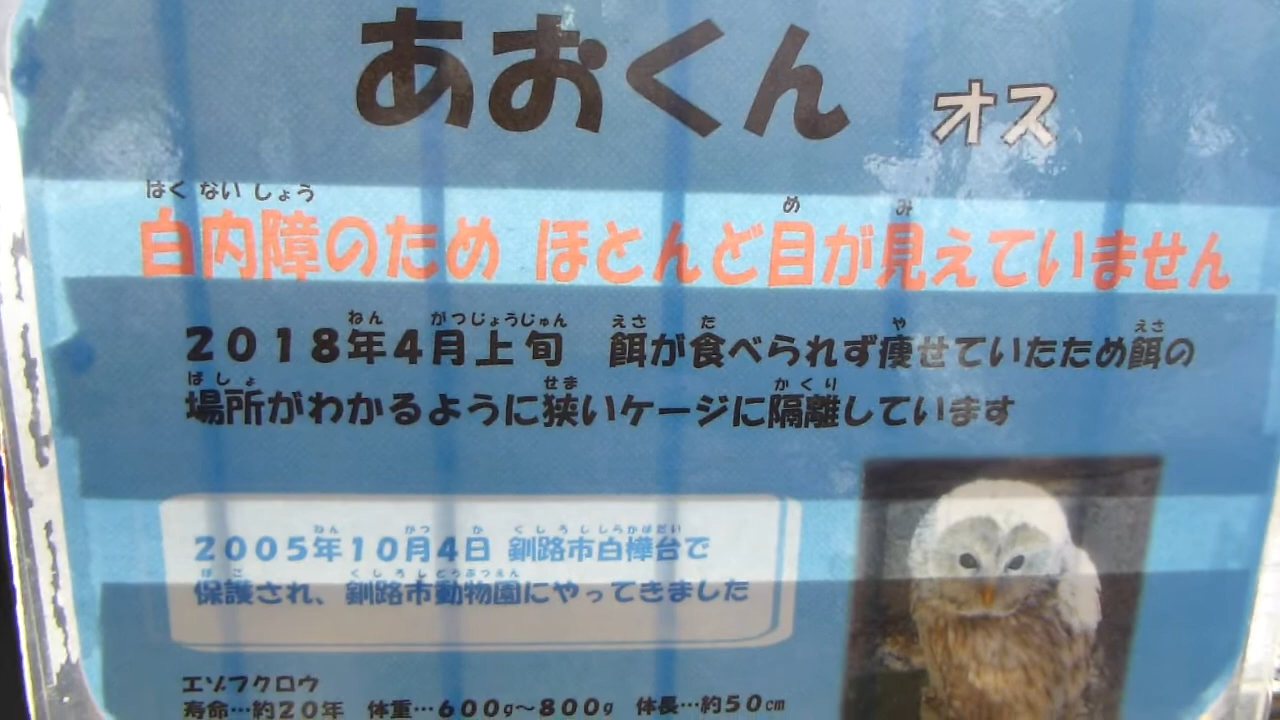 あおくん オス
はくないしょう め み
白内障のため ほとんど目が見えていません
ねん がつじょうじゅん えさ た や えさ
2018年4月上旬 餌が食べられず痩せていたため餌の
ばしょ せま かくり
場所がわかるように狭いケージに隔離しています
ねん がつ か くしろししらかばだい
2005年10月4日 釧路市白樺台で
ほご くしろしどうぶつえん
保護され、釧路市動物園にやってきました
エゾフクロウ
寿命…約20年 体重…600g~800g 体長…約50㎝